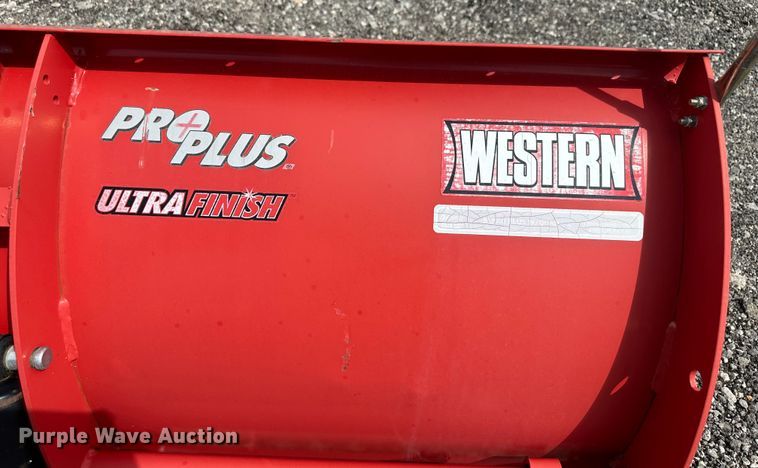 PRO PLUS
WESTERN
ULTRA FINISH
Purple Wave Auction